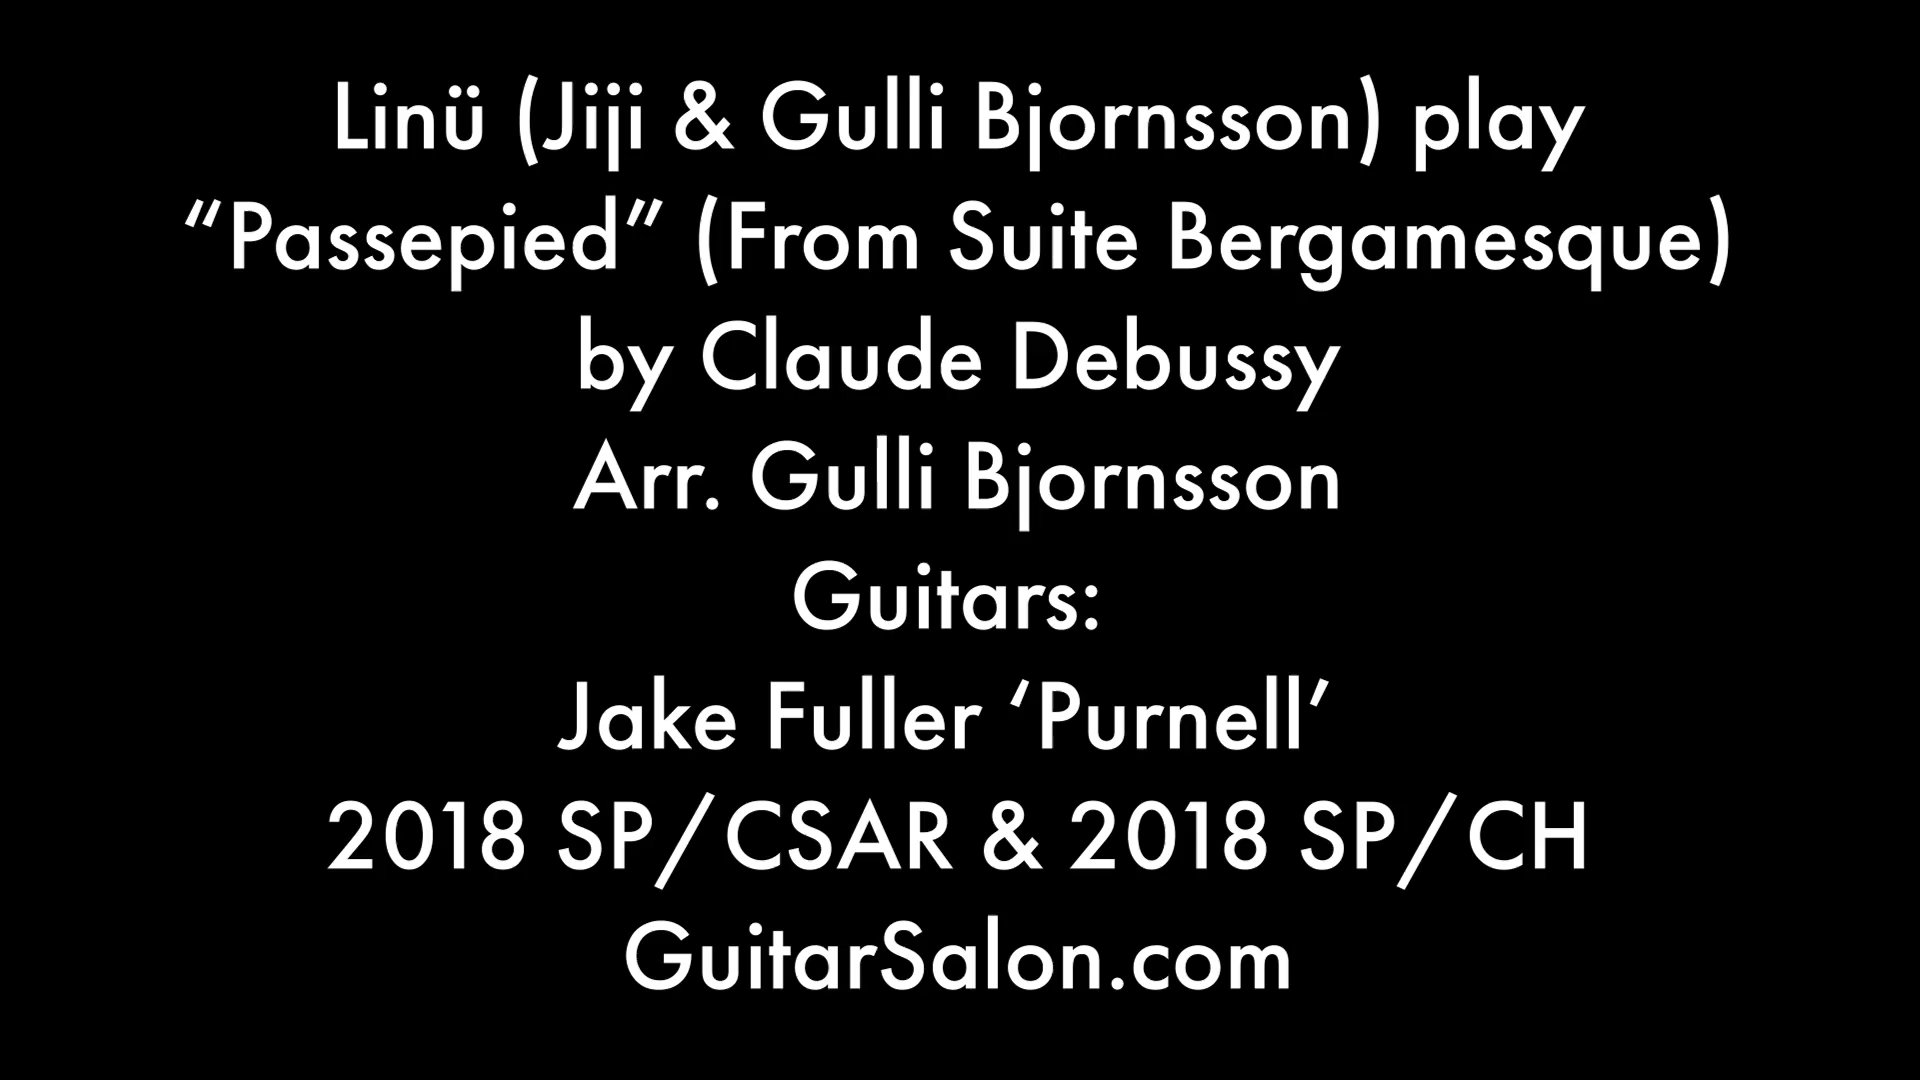 Linü (Jiji & Gulli Bjornsson) play
“Passepied” (From Suite Bergamesque)
by Claude Debussy
Arr. Gulli Bjornsson
Guitars:
Jake Fuller ‘Purnell’
2018 SP/CSAR & 2018 SP/CH
GuitarSalon.com